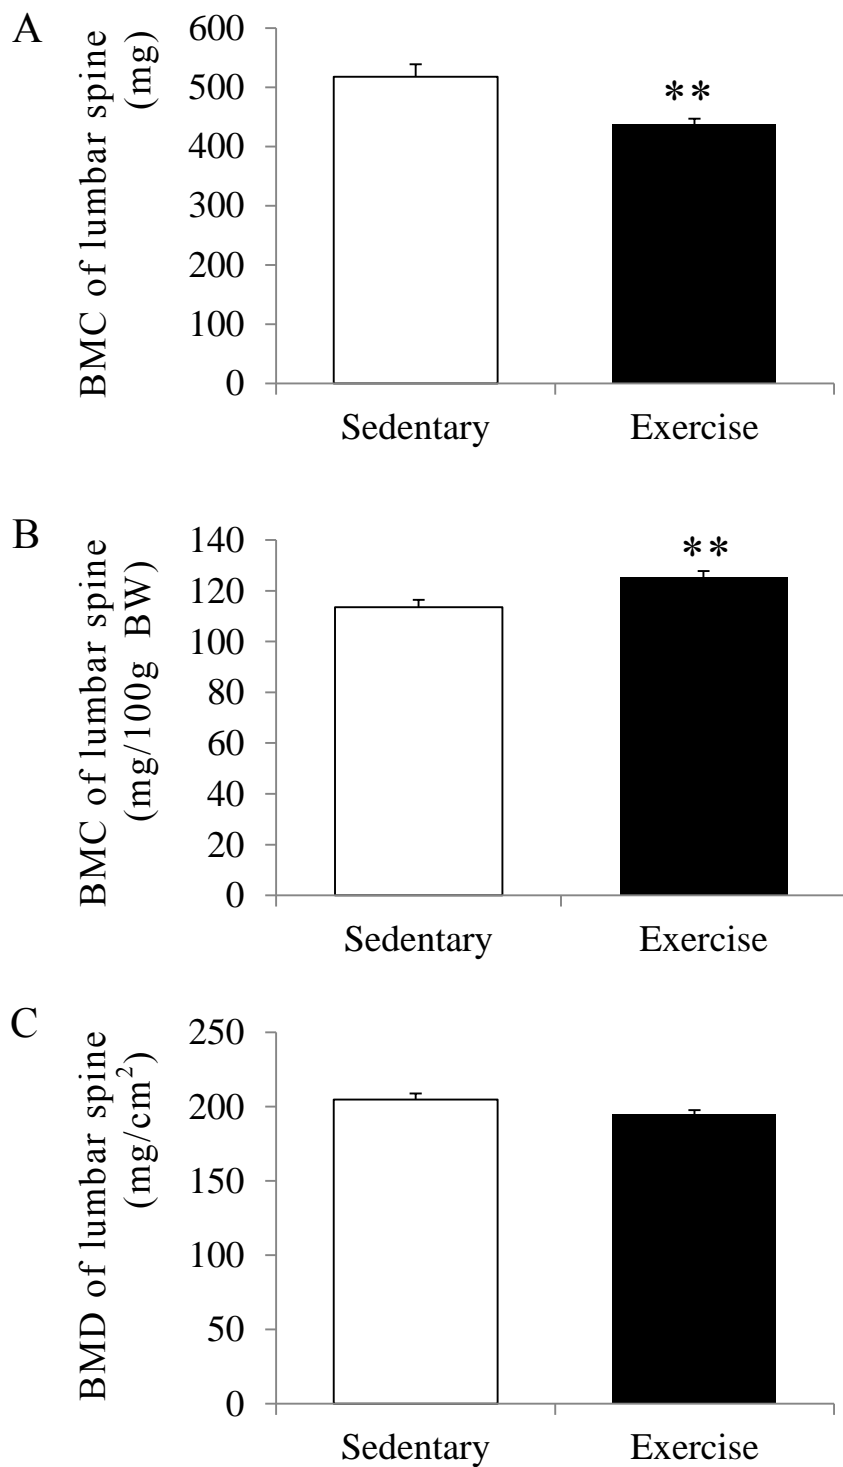 A
BMC of lumbar spine
(mg)
600
500
400
300
200
100
0
**
Sedentary
Exercise
B
BMC of lumbar spine
(mg/100g BW)
140
120
100
80
60
40
20
0
**
Sedentary
Exercise
C
BMD of lumbar spine
(mg/cm²)
250
200
150
100
50
0
Sedentary
Exercise